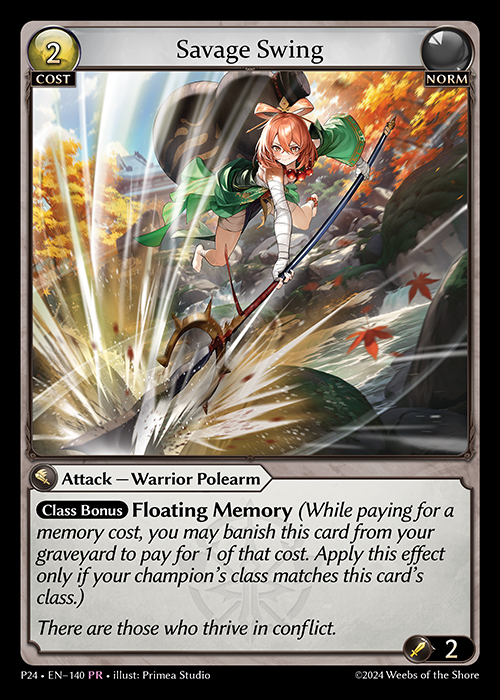 2
Savage Swing
COST
NORM
Attack — Warrior Polearm
Class Bonus Floating Memory (While paying for a
memory cost, you may banish this card from your
graveyard to pay for 1 of that cost. Apply this effect
only if your champion's class matches this card's
class.)
There are those who thrive in conflict.
2
P24 • EN–140 PR • illust: Primea Studio
©2024 Weebs of the Shore